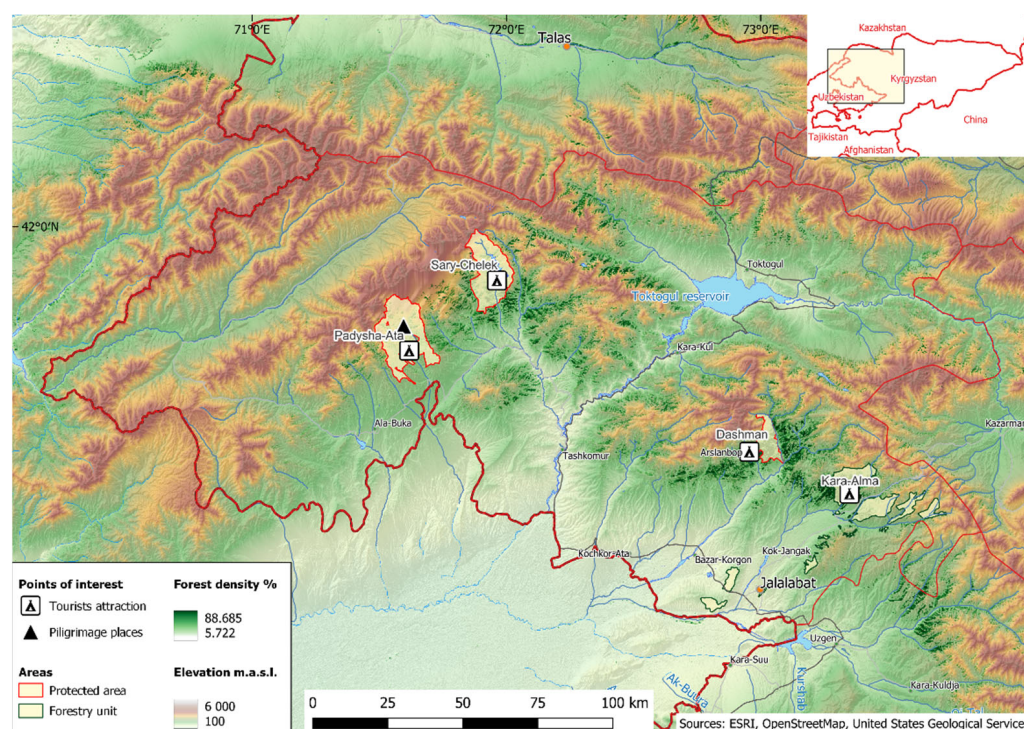 71°0'E
72°0'E
73°0'E
Talas
Kazakhstan
Kyrgyzstan
Uzbekistan
China
Tajikistan
Afghanistan
42°0'N
Sary-Chelek
Toktogul
Toktogul reservoir
Padysha-Ata
Kara-Kul
Ala-Buka
Kazarman
Dashman
Arslanbop
Tashkomur
Kara-Alma
Kochkor-Ata
Kok-Jangak
Bazar-Korgon
Jalalabat
Uzgen
Kara-Suu
Ak-Buura
Kurshab
Kara-Kuldja
Points of interest
Tourists attraction
Piligrimage places
Areas
Protected area
Forestry unit
Forest density %
88.685
5.722
Elevation m.a.s.l.
6 000
100
0 25 50 75 100 km
Sources: ESRI, OpenStreetMap, United States Geological Service